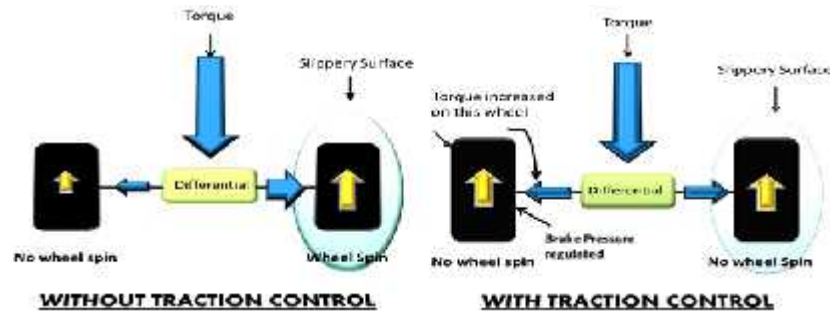 Torque
Slippery Surface
Differential
No wheel spin
Wheel Spin
WITHOUT TRACTION CONTROL
Torque
Slippery Surface
Torque increased
on this wheel
Differential
Brake Pressure
regulated
No wheel spin
No wheel Spin
WITH TRACTION CONTROL